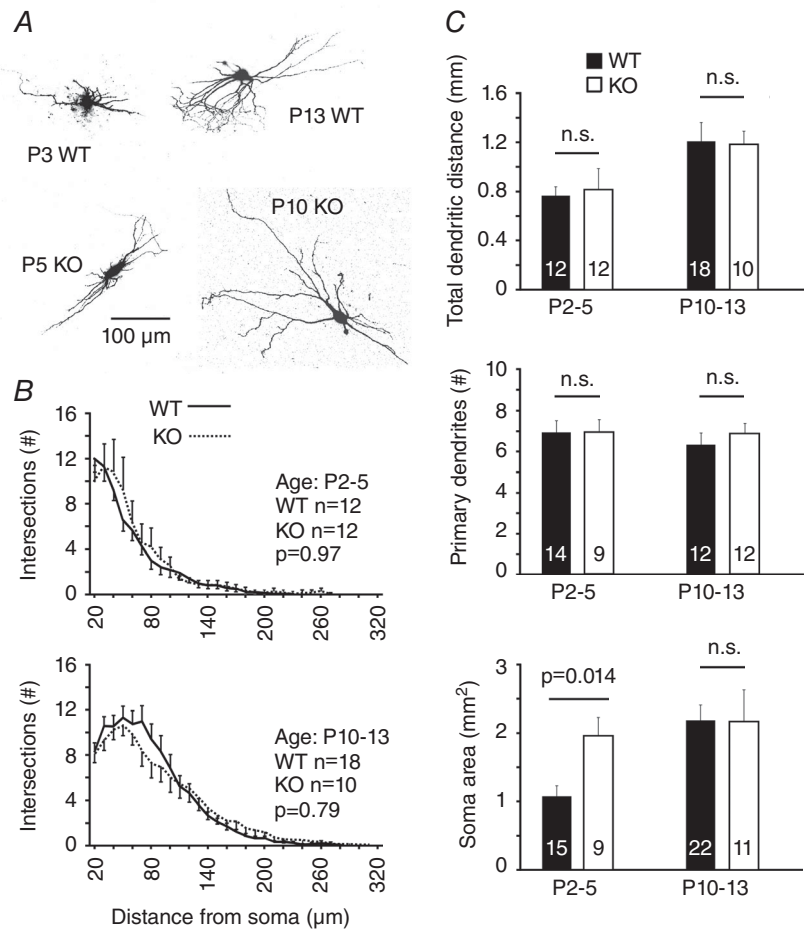 A
P3 WT
P13 WT
P5 KO
P10 KO
100 µm
B
WT
KO
Intersections (#)
16
12
8
4
0
Age: P2-5
WT n=12
KO n=12
p=0.97
20
80
140
200
260
320
Intersections (#)
16
12
8
4
0
Age: P10-13
WT n=18
KO n=10
p=0.79
20
80
140
200
260
320
Distance from soma (µm)
C
WT
KO
Total dendritic distance (mm)
1.6
1.2
0.8
0.4
0
n.s.
n.s.
12
12
18
10
P2-5
P10-13
Primary dendrites (#)
10
8
6
4
2
0
n.s.
n.s.
14
9
12
12
P2-5
P10-13
Soma area (mm²)
3
2
1
0
p=0.014
n.s.
15
9
22
11
P2-5
P10-13